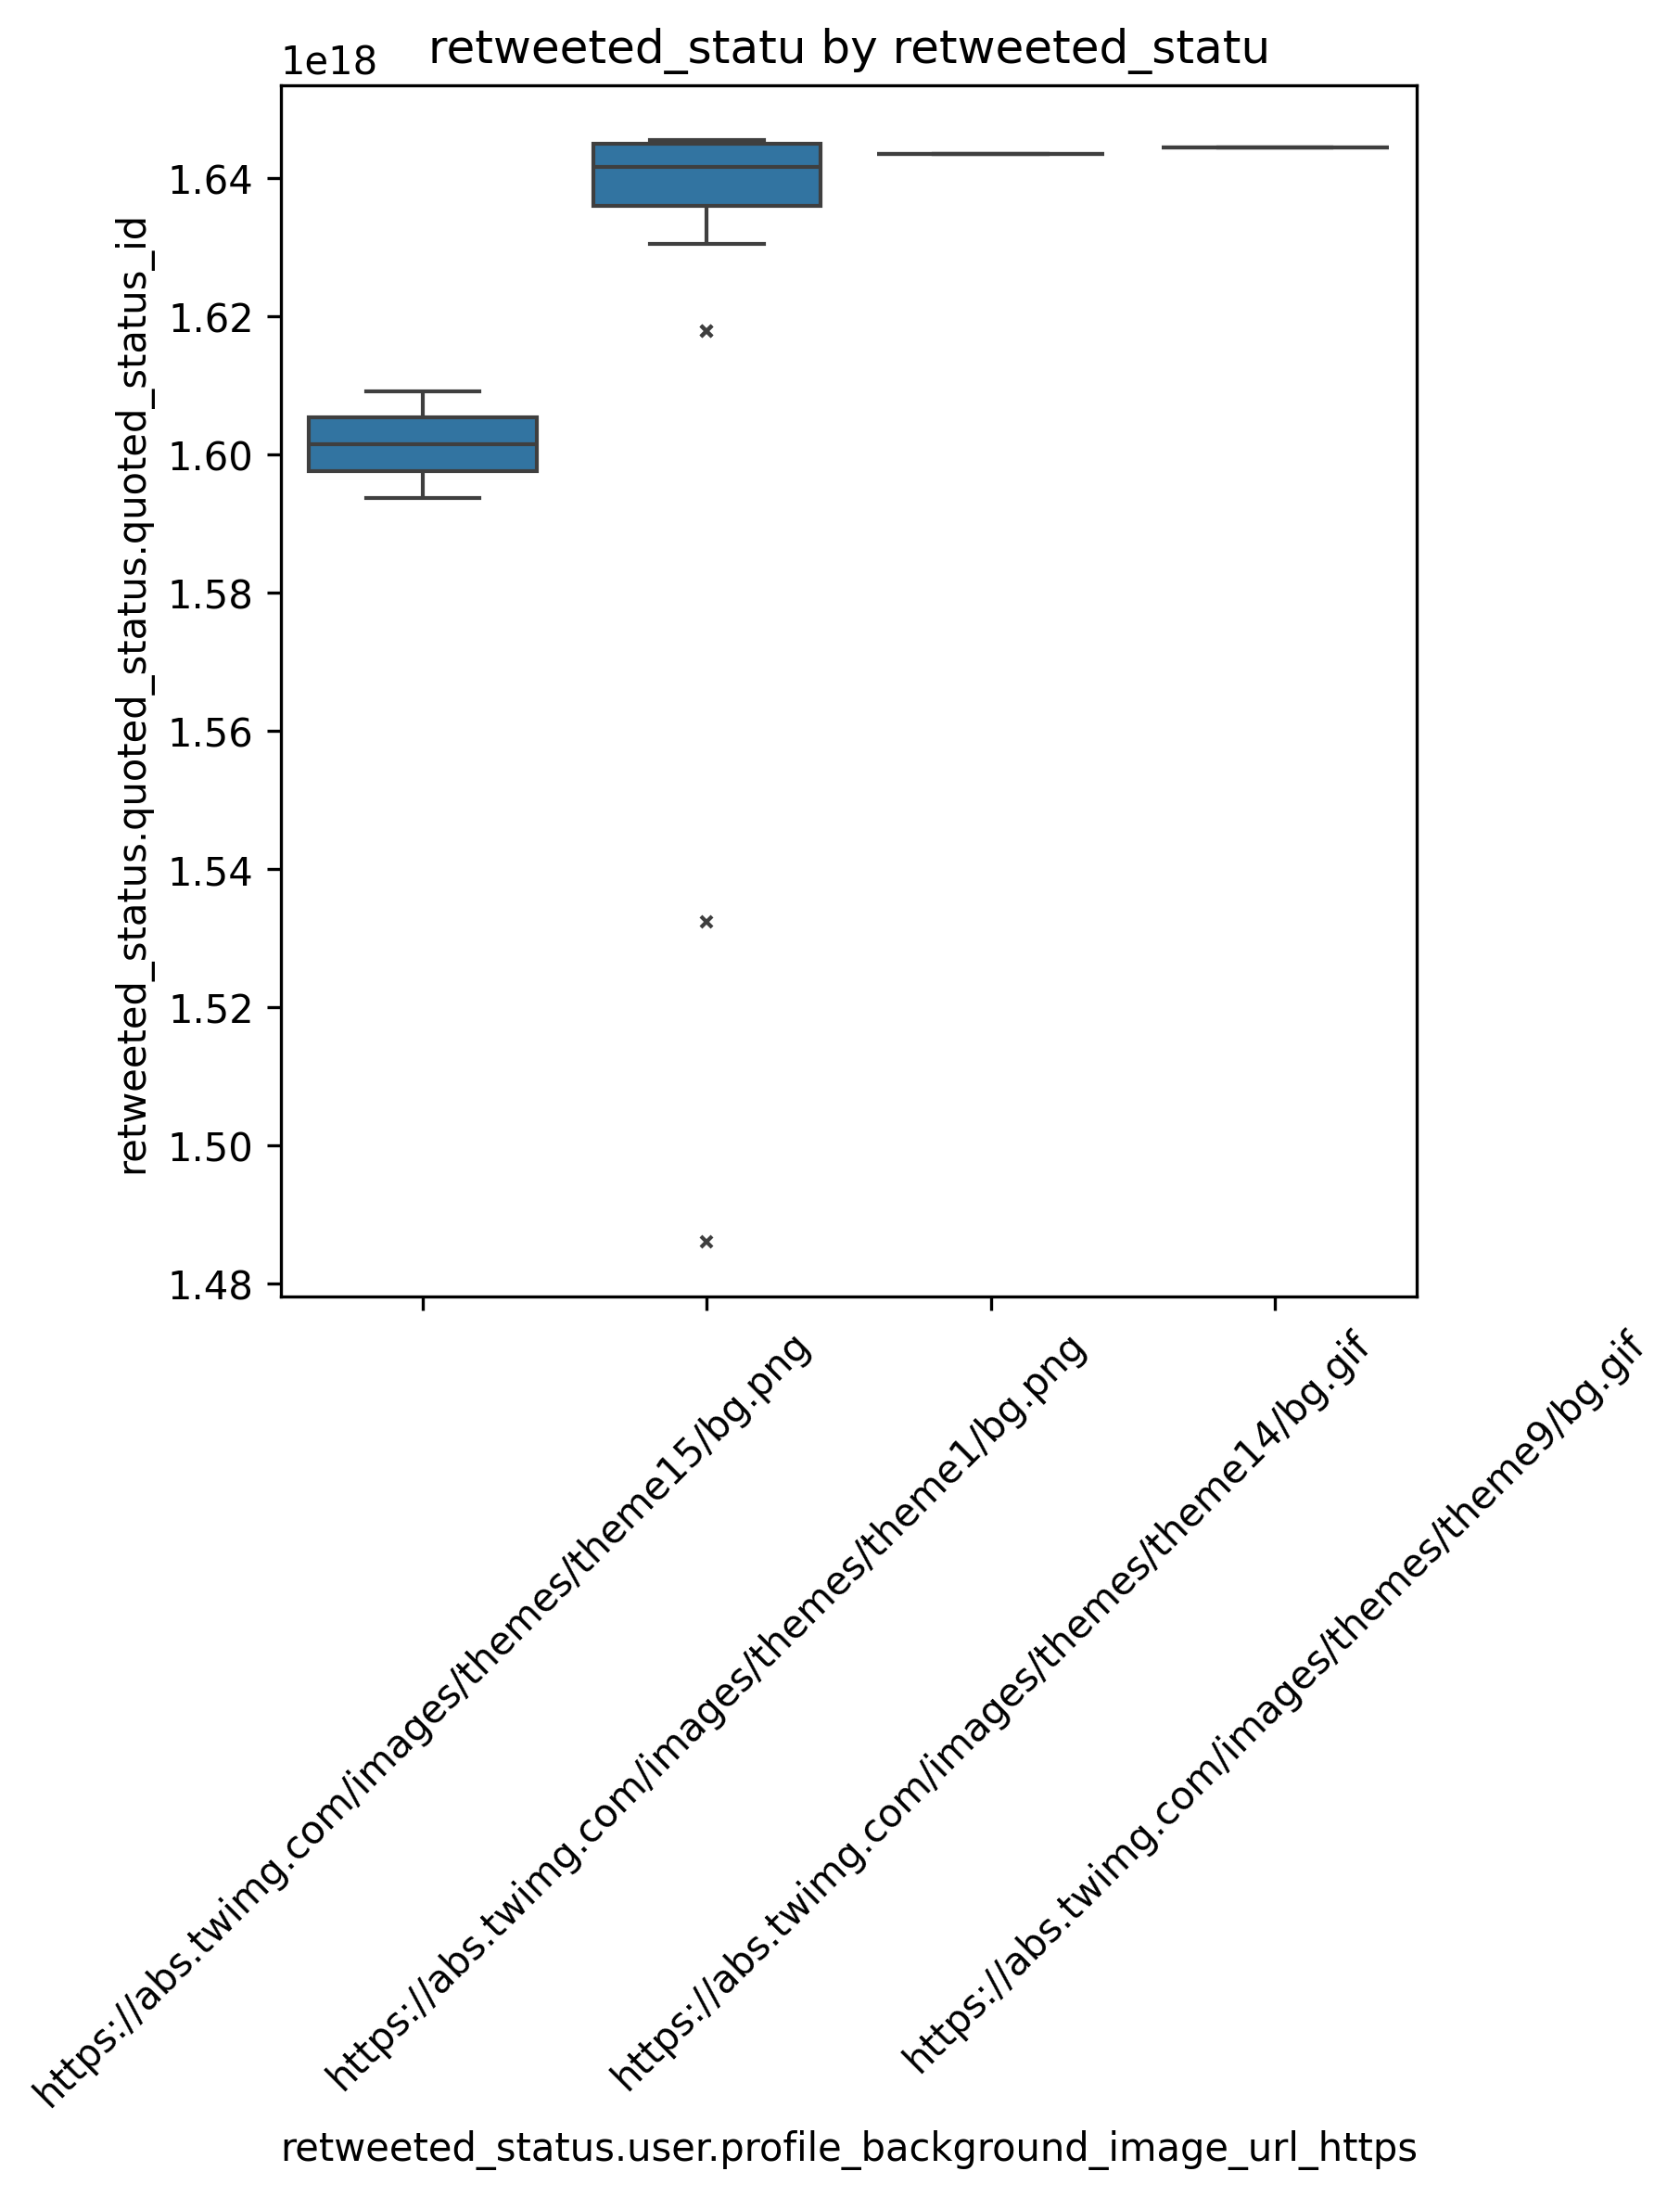 retweeted_statu by retweeted_statu
1e18
retweeted_status.quoted_status.quoted_status_id
1.64
1.62
1.60
1.58
1.56
1.54
1.52
1.50
1.48
https://abs.twimg.com/images/themes/theme15/bg.png
https://abs.twimg.com/images/themes/theme1/bg.png
https://abs.twimg.com/images/themes/theme14/bg.gif
https://abs.twimg.com/images/themes/theme9/bg.gif
retweeted_status.user.profile_background_image_url_https